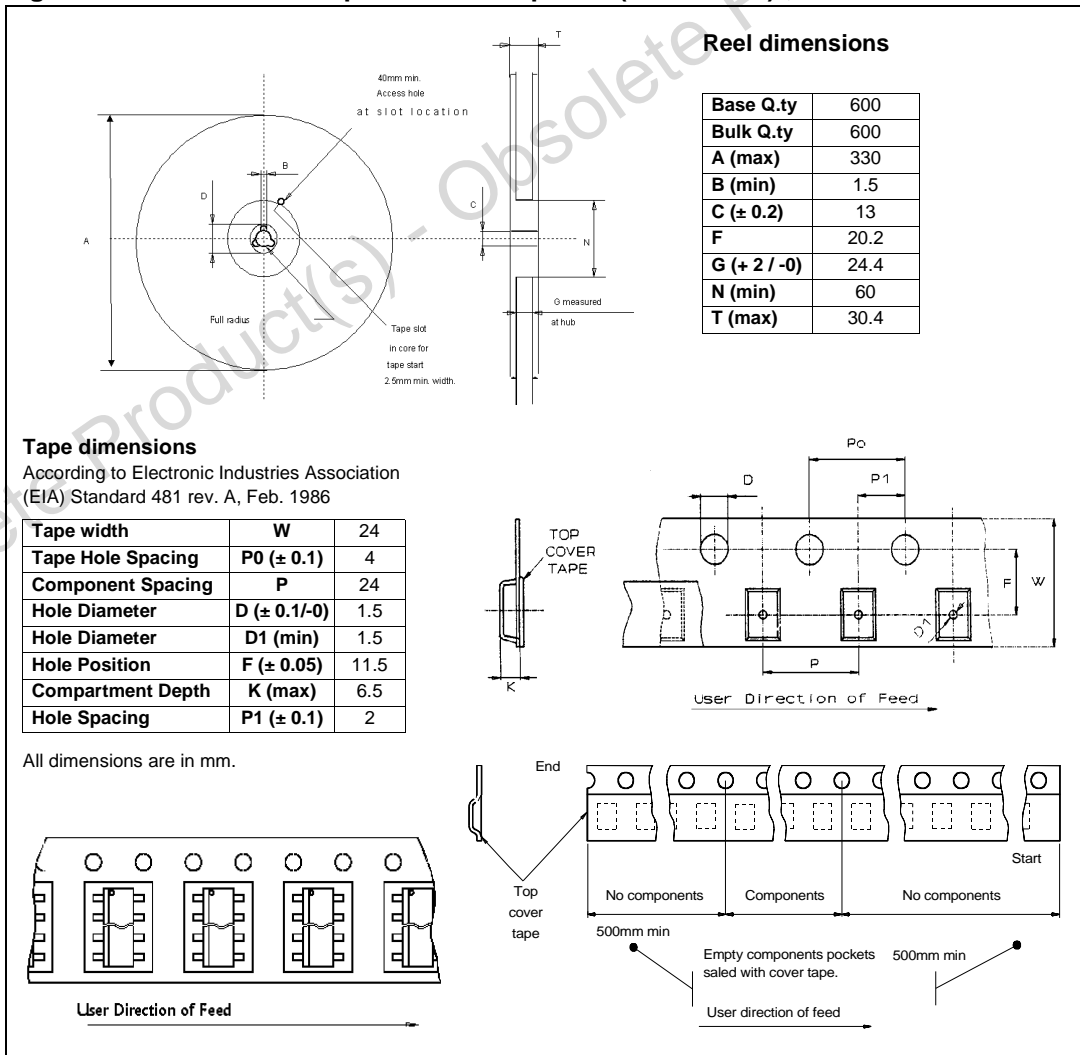 Reel dimensions
Base Q.ty 600
Bulk Q.ty 600
A (max) 330
B (min) 1.5
C (± 0.2) 13
F 20.2
G (+ 2 / -0) 24.4
N (min) 60
T (max) 30.4
T
40mm min.
Access hole
at slot location
B
D
C
A
N
G measured
at hub
Full radius
Tape slot
in core for
tape start
2.5mm min. width.
Product(s) - Obsolete
Tape dimensions
According to Electronic Industries Association
(EIA) Standard 481 rev. A, Feb. 1986
Tape width W 24
Tape Hole Spacing P0 (± 0.1) 4
Component Spacing P 24
Hole Diameter D (± 0.1/-0) 1.5
Hole Diameter D1 (min) 1.5
Hole Position F (± 0.05) 11.5
Compartment Depth K (max) 6.5
Hole Spacing P1 (± 0.1) 2
All dimensions are in mm.
Po
D
P1
TOP
COVER
TAPE
F
W
D1
K
P
User Direction of Feed
End
Start
Top
cover
tape
No components
Components
No components
500mm min
Empty components pockets
saled with cover tape.
500mm min
User direction of feed
User Direction of Feed